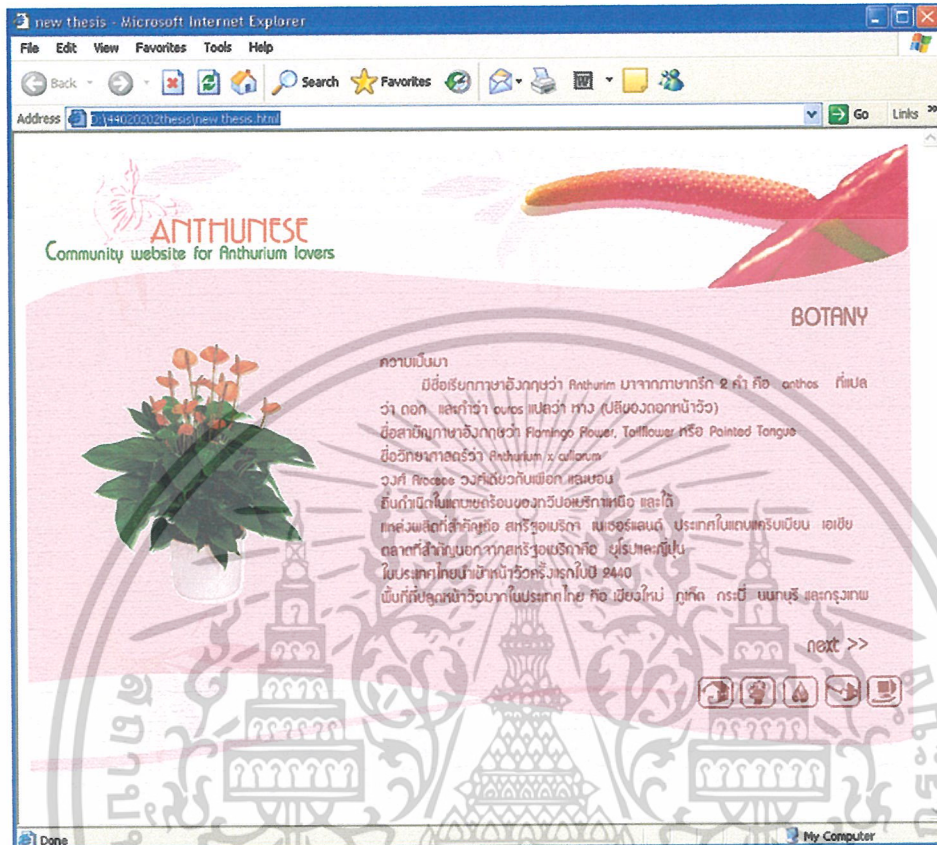 new thesis - Microsoft Internet Explorer
File Edit View Favorites Tools Help
Back Search Favorites
Address D:\44020202thesis\new thesis.html Go Links »
ANTHUNESE
Community website for Anthurium lovers
BOTANY
ความเป็นมา
มีชื่อเรียกภาษาอังกฤษว่า Anthurim มาจากภาษากรีก 2 คำ คือ anthos ที่แปล
ว่า ดอก และคำว่า ouros แปลว่า หาง (ปลีของดอกหน้าวัว)
ชื่อสามัญภาษาอังกฤษว่า Flamingo Flower, Tailflower หรือ Painted Tongue
ชื่อวิทยาศาสตร์ว่า Anthurium x
วงศ์ Araceae วงศ์เดียวกับเผือก และบอน
ถิ่นกำเนิดในแถบเขตร้อนของทวีปอเมริกาเหนือ และใต้
แหล่งผลิตที่สำคัญคือ สหรัฐอเมริกา เนเธอร์แลนด์ ประเทศในแถบแคริบเบียน เอเชีย
ตลาดที่สำคัญนอกจากสหรัฐอเมริกาคือ ยุโรปและญี่ปุ่น
ในประเทศไทยนำเข้าหน้าวัวครั้งแรกในปี 2440
พื้นที่ที่ปลูกหน้าวัวมากในประเทศไทย คือ เชียงใหม่ ภูเก็ต กระบี่ นนทบุรี และกรุงเทพ
next >>
Done My Computer